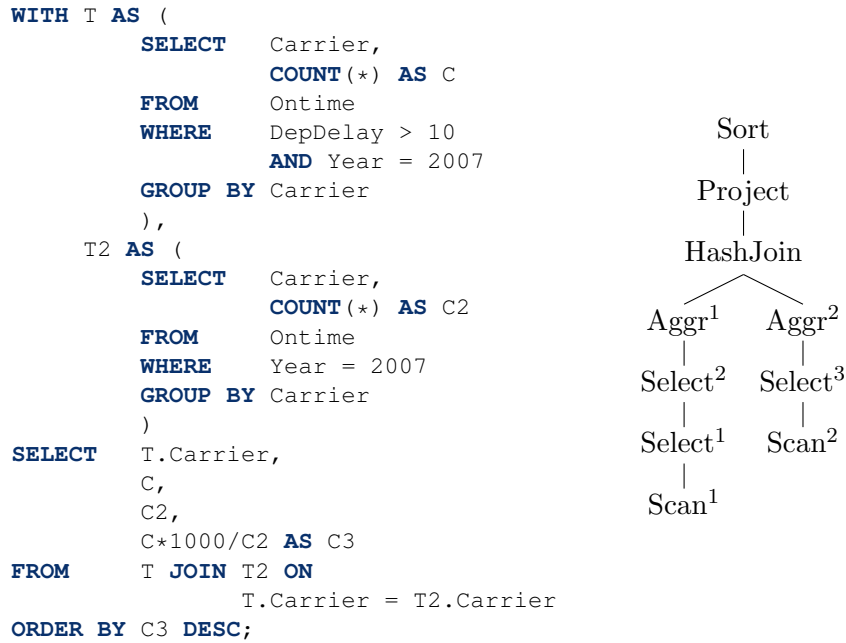 WITH T AS (
SELECT Carrier,
COUNT(*) AS C
FROM Ontime
WHERE DepDelay > 10
AND Year = 2007
GROUP BY Carrier
),
T2 AS (
SELECT Carrier,
COUNT(*) AS C2
FROM Ontime
WHERE Year = 2007
GROUP BY Carrier
)
SELECT T.Carrier,
C,
C2,
C*1000/C2 AS C3
FROM T JOIN T2 ON
T.Carrier = T2.Carrier
ORDER BY C3 DESC;
Sort
Project
HashJoin
Aggr¹ Aggr²
Select² Select³
Select¹ Scan²
Scan¹